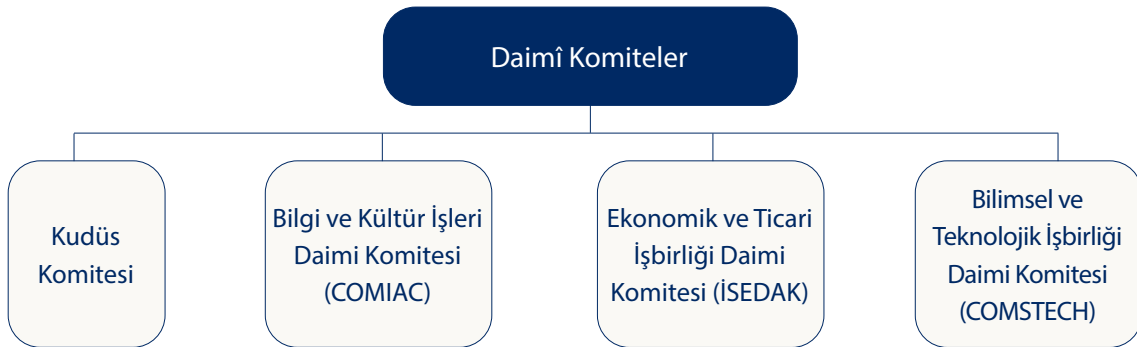 Daimî Komiteler
Kudüs
Komitesi
Bilgi ve Kültür İşleri
Daimi Komitesi
(COMIAC)
Ekonomik ve Ticari
İşbirliği Daimi
Komitesi (İSEDAK)
Bilimsel ve
Teknolojik İşbirliği
Daimi Komitesi
(COMSTECH)